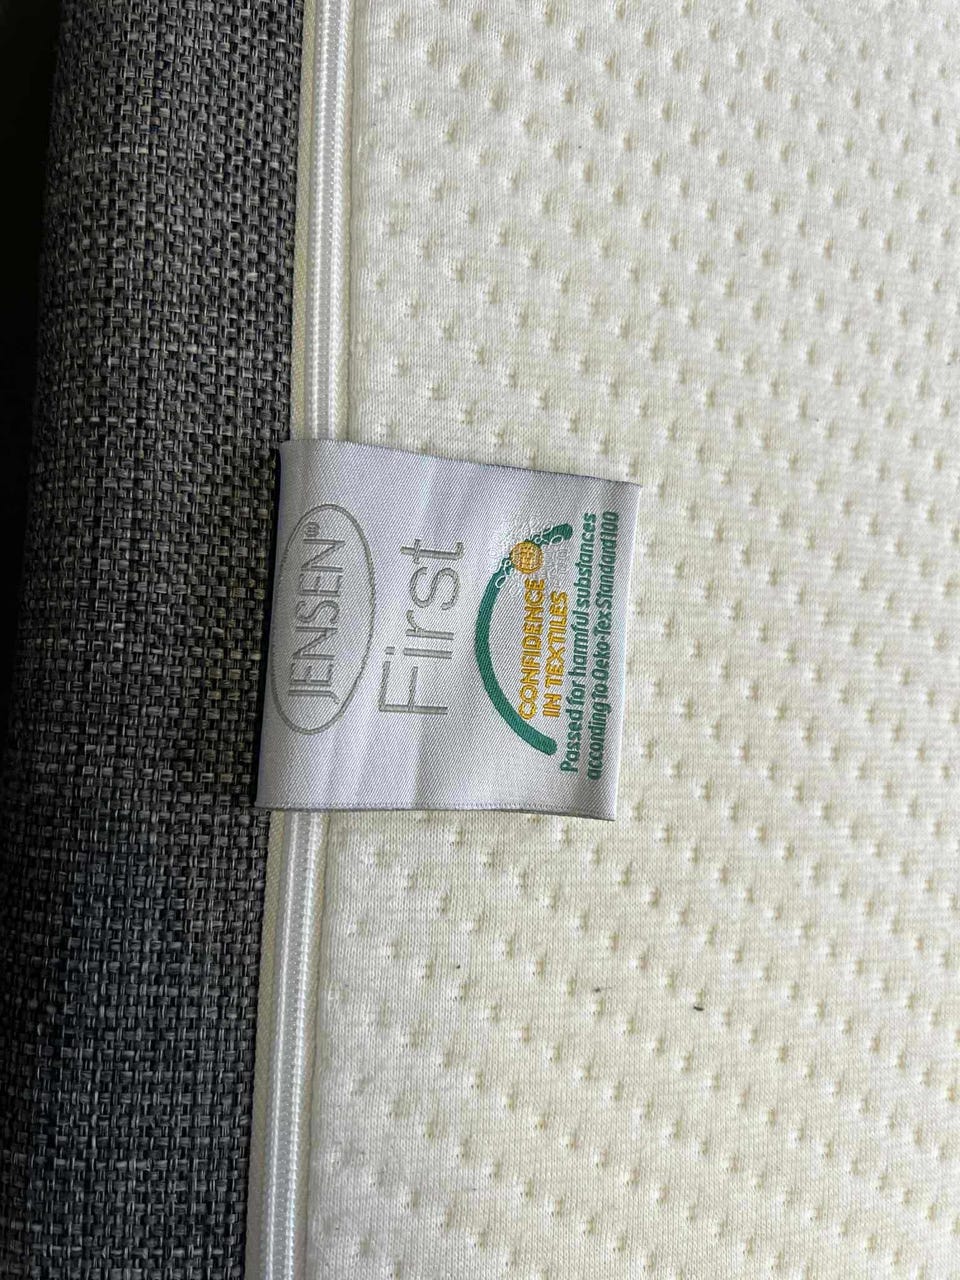 JENSEN®
First
CONFIDENCE
IN TEXTILES
Passed for harmful substances
according to Oeko-Tex Standard 100